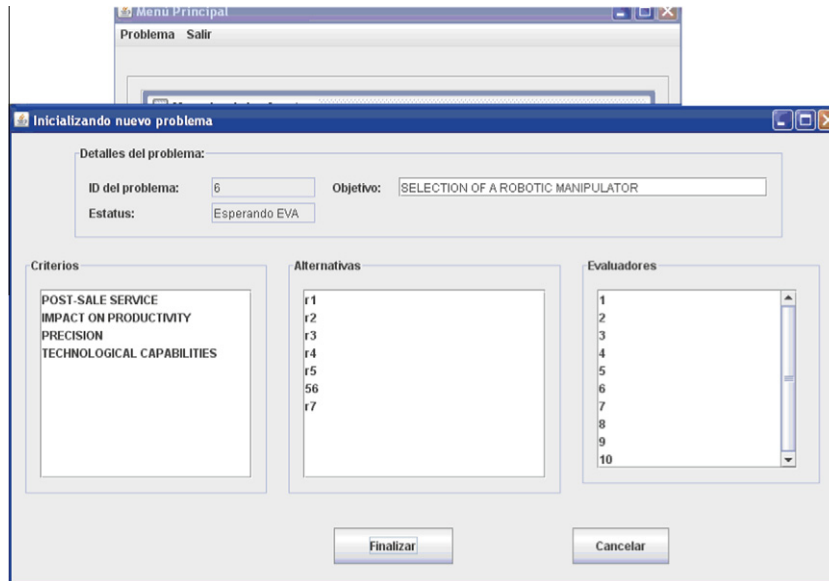 Menú Principal
Problema Salir
Inicializando nuevo problema
Detalles del problema:
ID del problema: 6 Objetivo: SELECTION OF A ROBOTIC MANIPULATOR
Estatus: Esperando EVA
Criterios
POST-SALE SERVICE
IMPACT ON PRODUCTIVITY
PRECISION
TECHNOLOGICAL CAPABILITIES
Alternativas
r1
r2
r3
r4
r5
56
r7
Evaluadores
1
2
3
4
5
6
7
8
9
10
Finalizar Cancelar